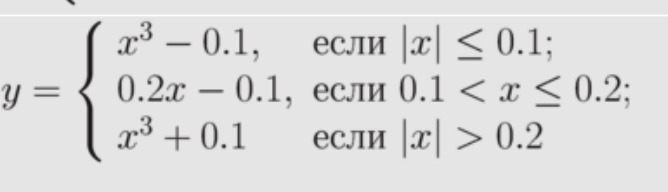 y = { x³ − 0.1, если |x| ≤ 0.1;
0.2x − 0.1, если 0.1 < x ≤ 0.2;
x³ + 0.1 если |x| > 0.2